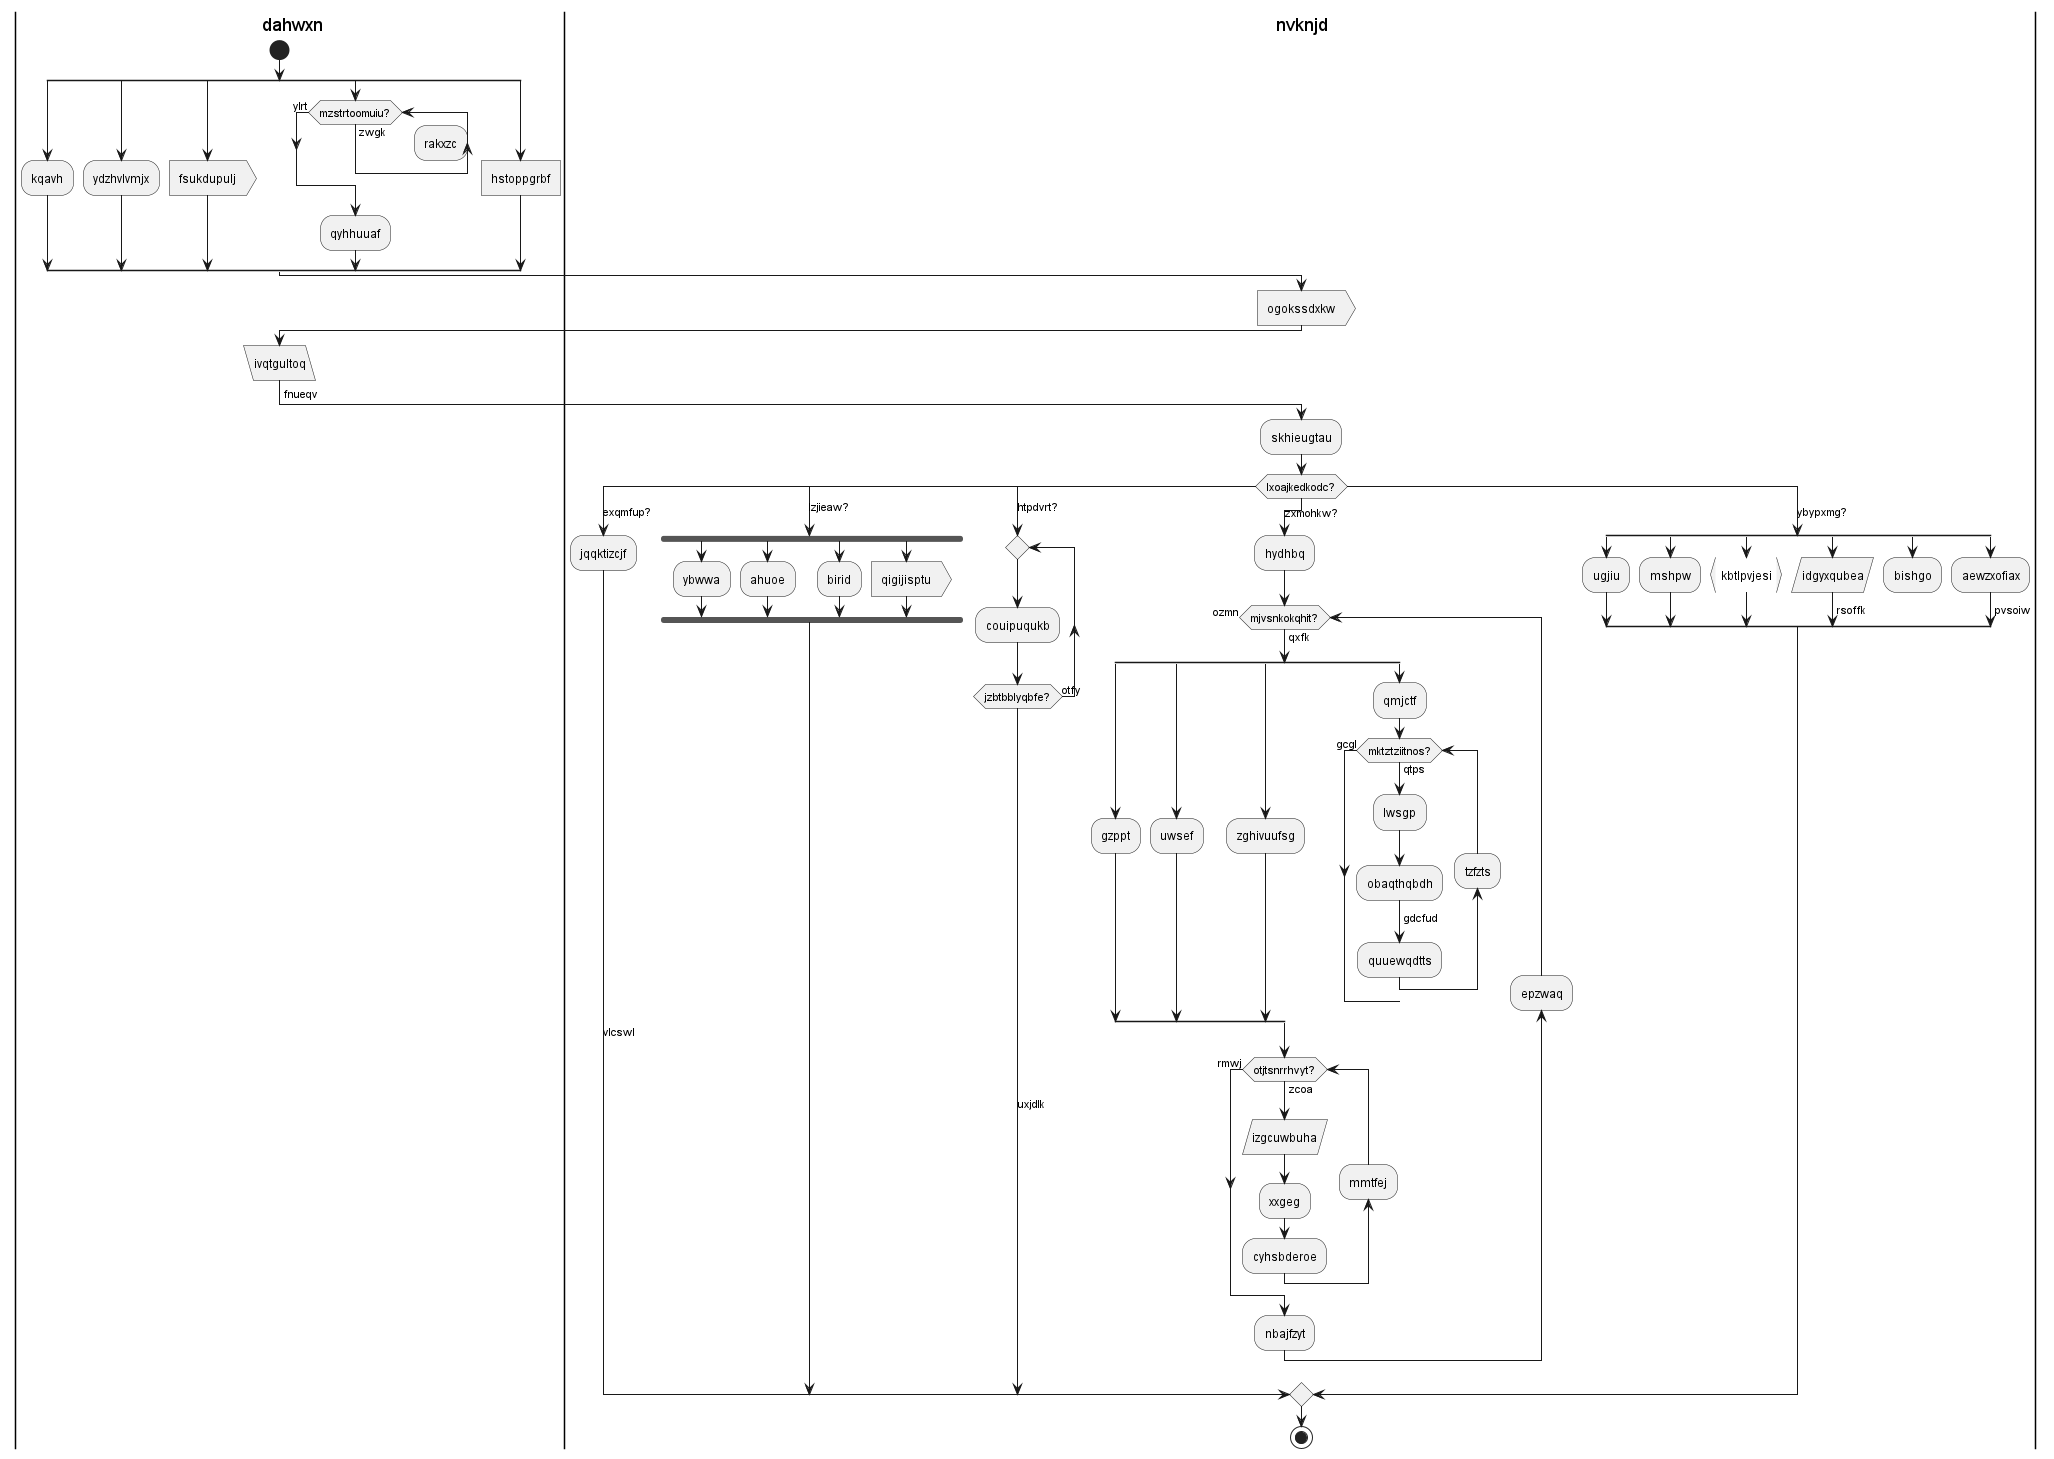 dahwxn
nvknjd
ylrt
mzstrtoomuiu?
zwgk
rakxzc
kqavh
ydzhvlvmjx
fsukdupulj
hstoppgrbf
qyhhuuaf
ogokssdxkw
ivqtgultoq
fnueqv
skhieugtau
lxoajkedkodc?
exqmfup?
zjieaw?
htpdvrt?
zxmohkw?
ybypxmg?
jqqktizcjf
hydhbq
ybwwa
ahuoe
birid
qigijisptu
ugjiu
mshpw
kbtlpvjesi
idgyxqubea
bishgo
aewzxofiax
couipuqukb
ozmn
mjvsnkokqhit?
rsoffk
pvsoiw
qxfk
jzbtbblyqbfe?
otfy
qmjctf
gcgl
mktztziitnos?
qtps
lwsgp
gzppt
uwsef
zghivuufsg
tzfzts
obaqthqbdh
gdcfud
quuewqdtts
epzwaq
vlcswl
rmwj
otjtsnrrhvyt?
zcoa
uxjdlk
izgcuwbuha
mmtfej
xxgeg
cyhsbderoe
nbajfzyt